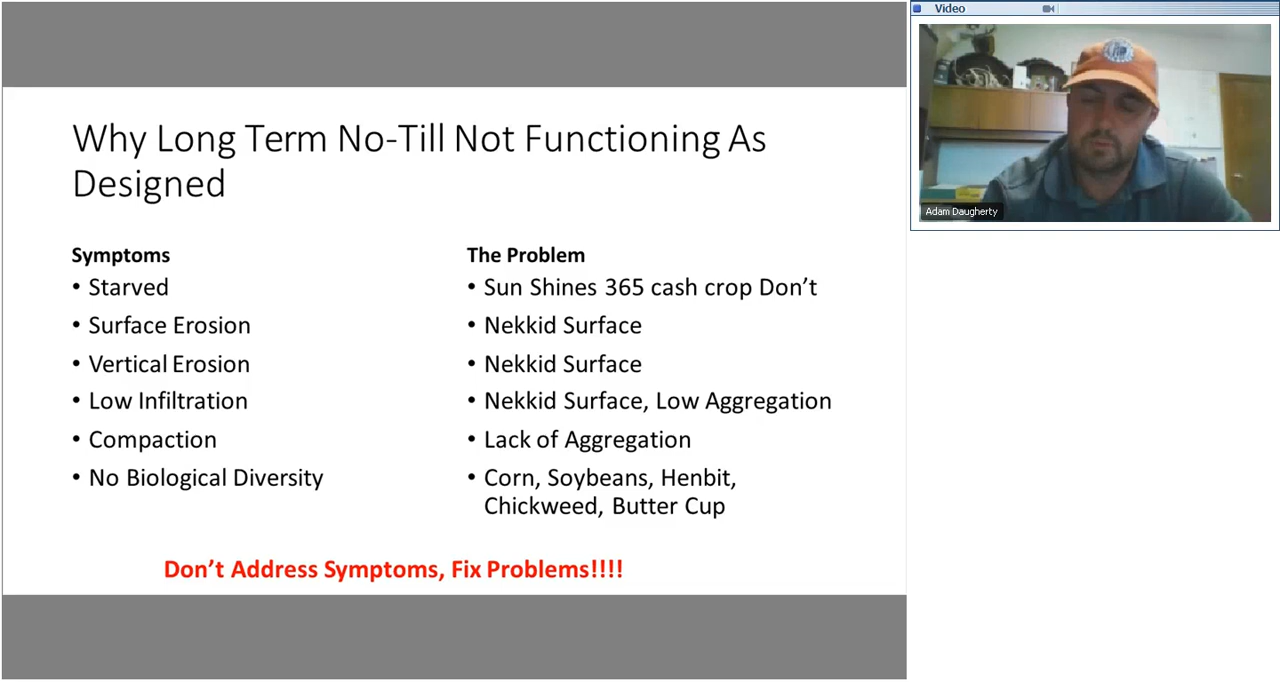 Why Long Term No-Till Not Functioning As
Designed
Symptoms
• Starved
• Surface Erosion
• Vertical Erosion
• Low Infiltration
• Compaction
• No Biological Diversity
The Problem
• Sun Shines 365 cash crop Don’t
• Nekkid Surface
• Nekkid Surface
• Nekkid Surface, Low Aggregation
• Lack of Aggregation
• Corn, Soybeans, Henbit,
Chickweed, Butter Cup
Don’t Address Symptoms, Fix Problems!!!!
Video
Adam Daugherty